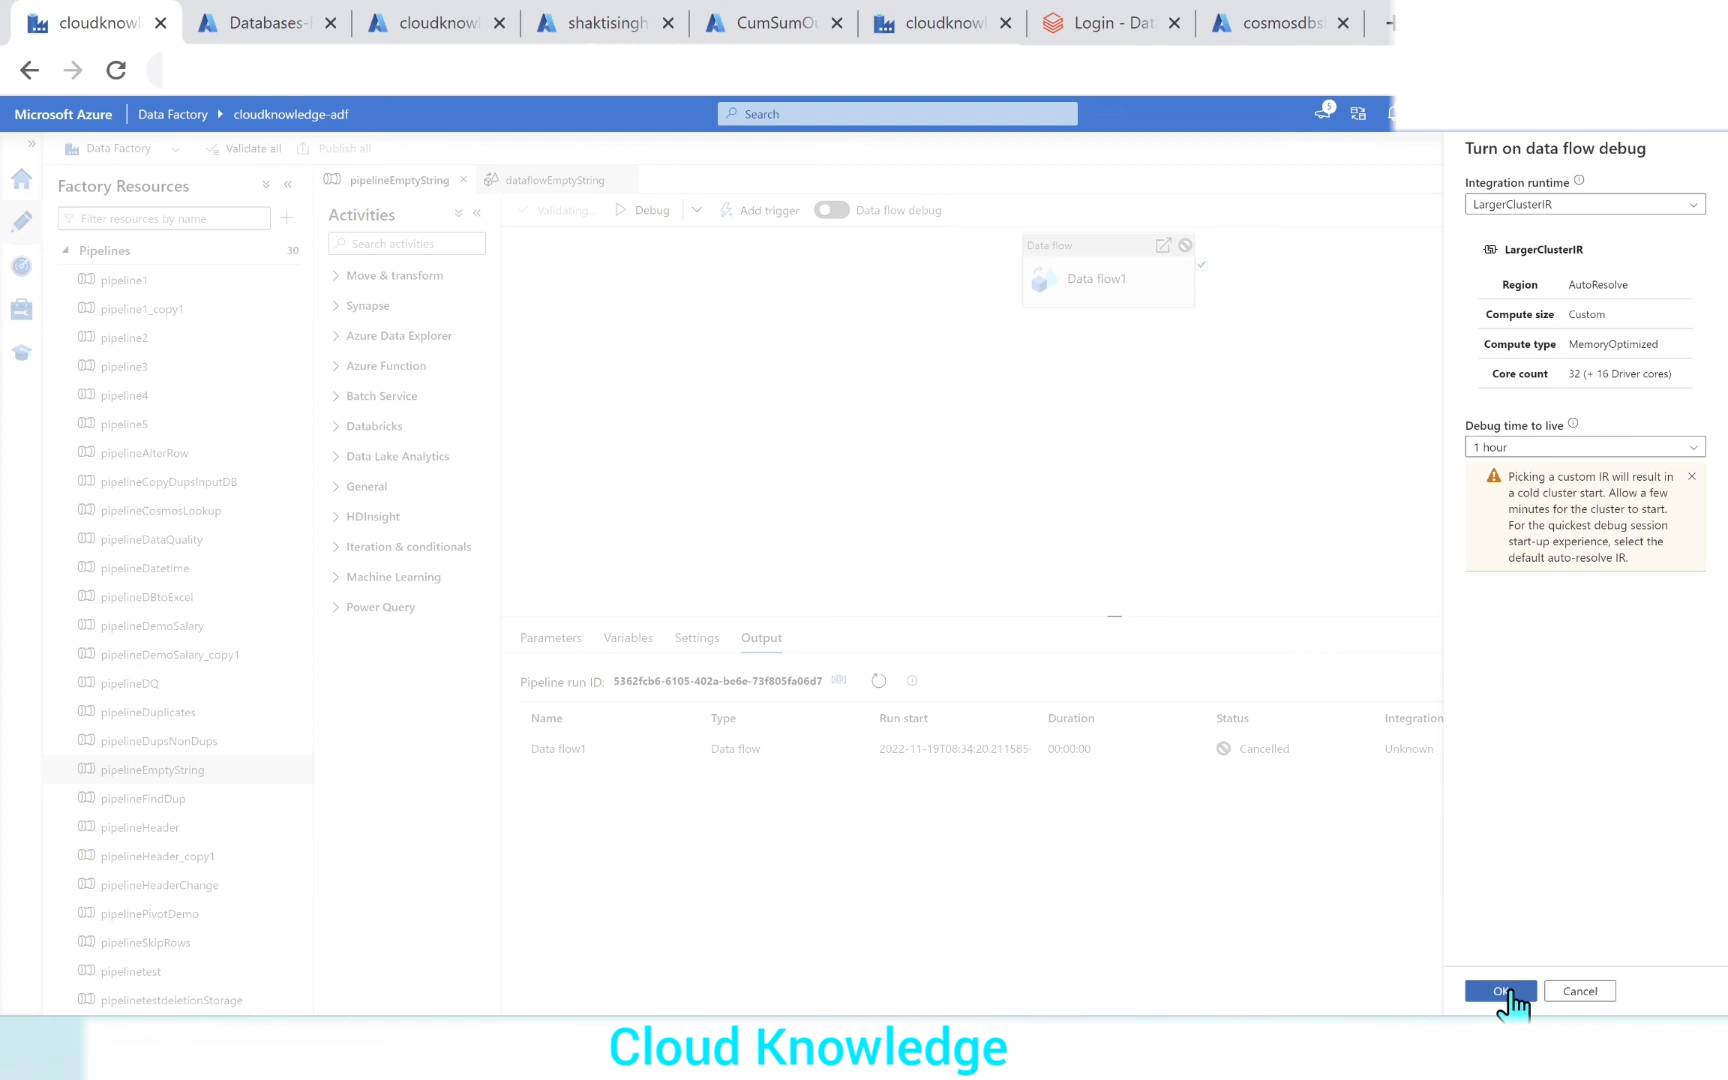 cloudknowl
Databases-
cloudknowl
shaktisingh
CumSumOu
cloudknowl
Login - Dat
cosmosdbsl
Microsoft Azure
Data Factory
cloudknowledge-adf
Search
5
Data Factory
Validate all
Publish all
Factory Resources
Filter resources by name
Pipelines
30
pipeline1
pipeline1_copy1
pipeline2
pipeline3
pipeline4
pipeline5
pipelineAlterRow
pipelineCopyDupsInputDB
pipelineCosmosLookup
pipelineDataQuality
pipelineDatetime
pipelineDBtoExcel
pipelineDemoSalary
pipelineDemoSalary_copy1
pipelineDQ
pipelineDuplicates
pipelineDupsNonDups
pipelineEmptyString
pipelineFindDup
pipelineHeader
pipelineHeader_copy1
pipelineHeaderChange
pipelinePivotDemo
pipelineSkipRows
pipelinetest
pipelinetestdeletionStorage
pipelineEmptyString
dataflowEmptyString
Activities
Search activities
Move & transform
Synapse
Azure Data Explorer
Azure Function
Batch Service
Databricks
Data Lake Analytics
General
HDInsight
Iteration & conditionals
Machine Learning
Power Query
Validating...
Debug
Add trigger
Data flow debug
Data flow
Data flow1
Parameters
Variables
Settings
Output
Pipeline run ID: 5362fcb6-6105-402a-be6e-73f805fa06d7
Name Type Run start Duration Status Integration
Data flow1 Data flow 2022-11-19T08:34:20.211585- 00:00:00 Cancelled Unknown
Turn on data flow debug
Integration runtime
LargerClusterIR
LargerClusterIR
Region AutoResolve
Compute size Custom
Compute type MemoryOptimized
Core count 32 (+ 16 Driver cores)
Debug time to live
1 hour
Picking a custom IR will result in
a cold cluster start. Allow a few
minutes for the cluster to start.
For the quickest debug session
start-up experience, select the
default auto-resolve IR.
OK
Cancel
Cloud Knowledge